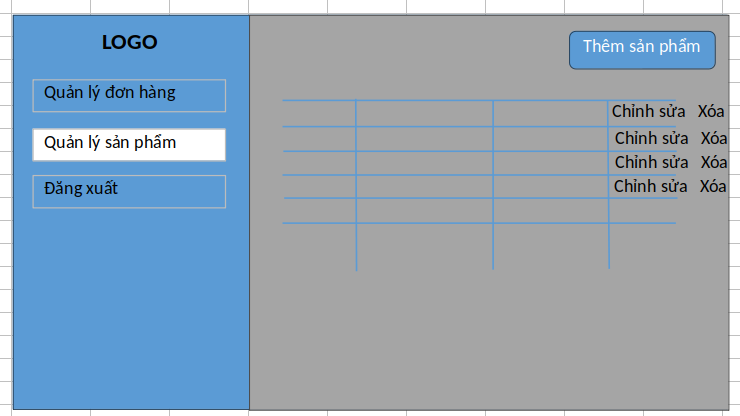 LOGO
Thêm sản phẩm
Quản lý đơn hàng
Quản lý sản phẩm
Đăng xuất
Chỉnh sửa Xóa
Chỉnh sửa Xóa
Chỉnh sửa Xóa
Chỉnh sửa Xóa